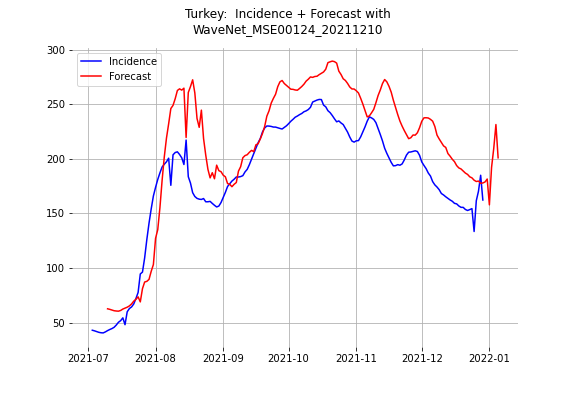 Turkey:  Incidence + Forecast with
WaveNet_MSE00124_20211210
Incidence
Forecast
300
250
200
150
100
50
2021-07 2021-08 2021-09 2021-10 2021-11 2021-12 2022-01